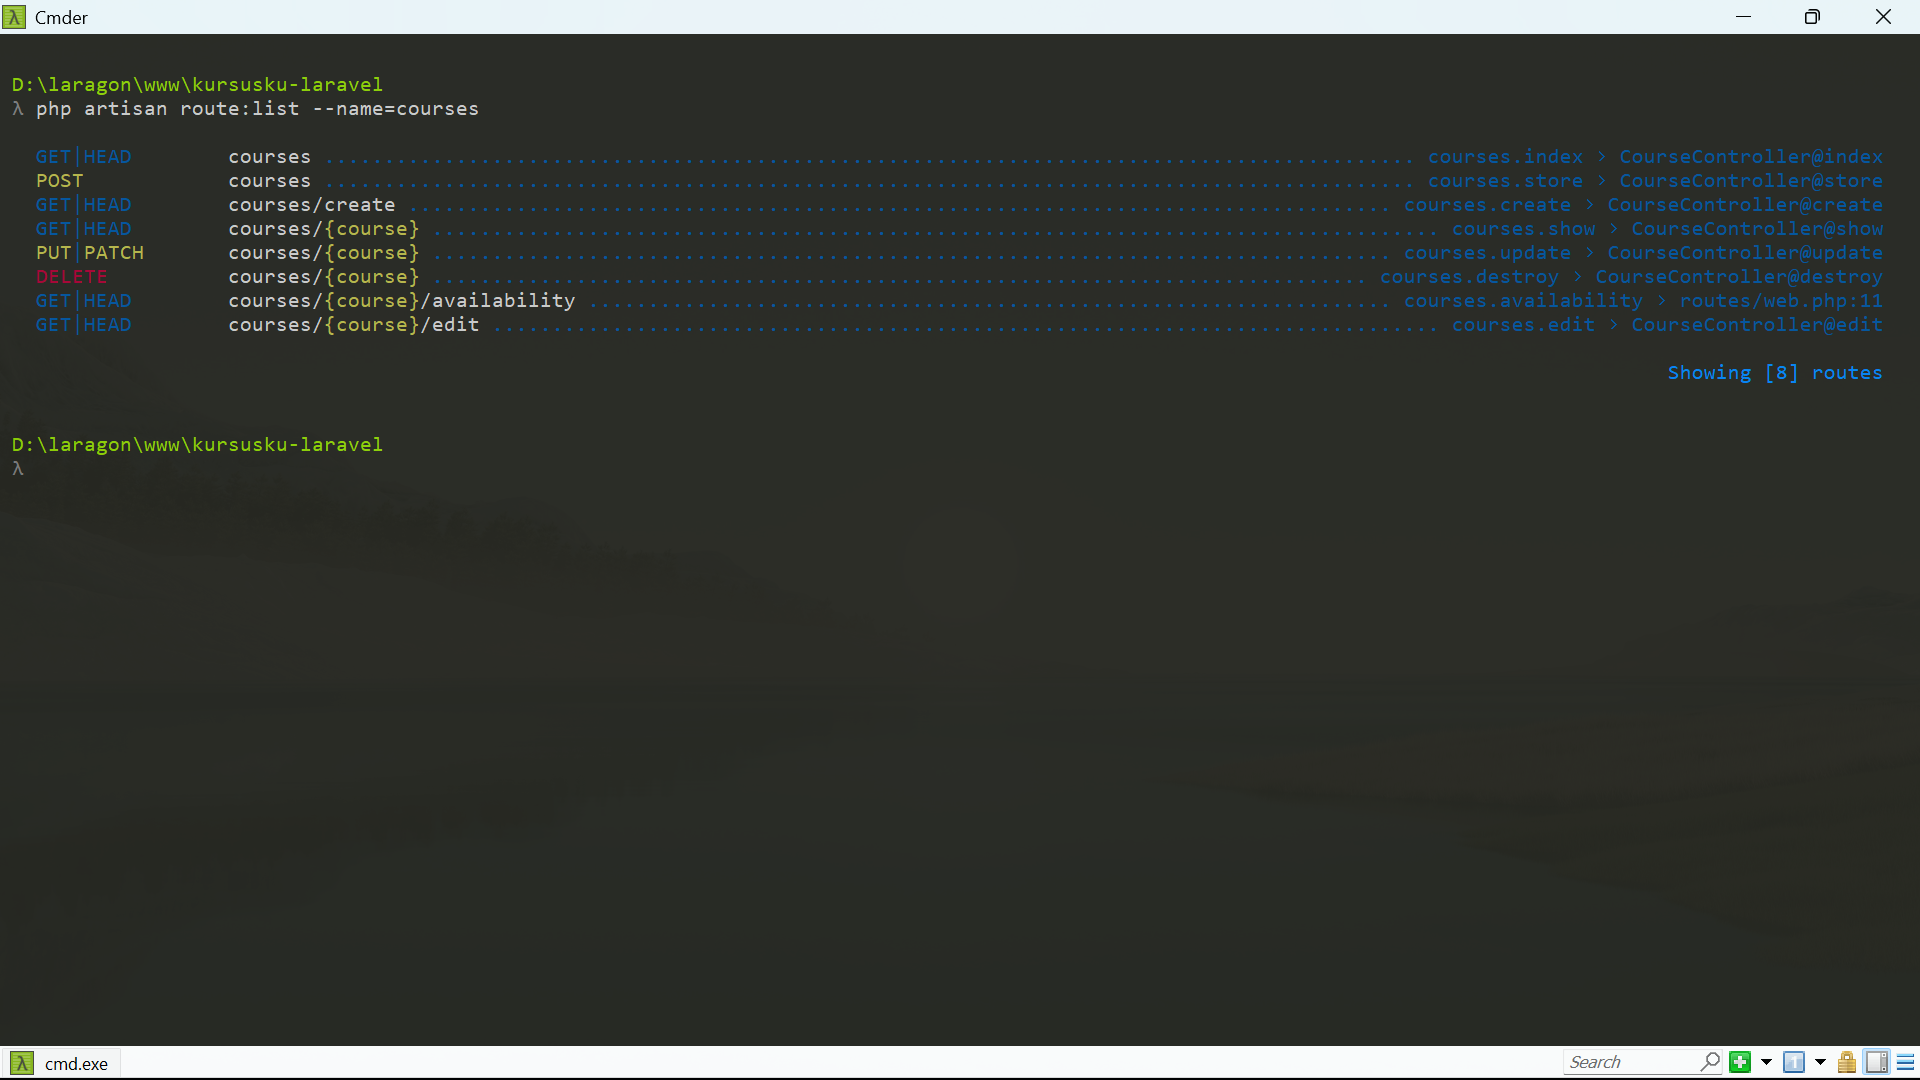 Cmder
D:\laragon\www\kursusku-laravel
λ php artisan route:list --name=courses
GET|HEAD courses ........................................................................................... courses.index › CourseController@index
POST courses ........................................................................................... courses.store › CourseController@store
GET|HEAD courses/create .................................................................................. courses.create › CourseController@create
GET|HEAD courses/{course} .................................................................................... courses.show › CourseController@show
PUT|PATCH courses/{course} ................................................................................ courses.update › CourseController@update
DELETE courses/{course} .............................................................................. courses.destroy › CourseController@destroy
GET|HEAD courses/{course}/availability ................................................................... courses.availability › routes/web.php:11
GET|HEAD courses/{course}/edit ............................................................................... courses.edit › CourseController@edit
Showing [8] routes
D:\laragon\www\kursusku-laravel
λ
cmd.exe
Search